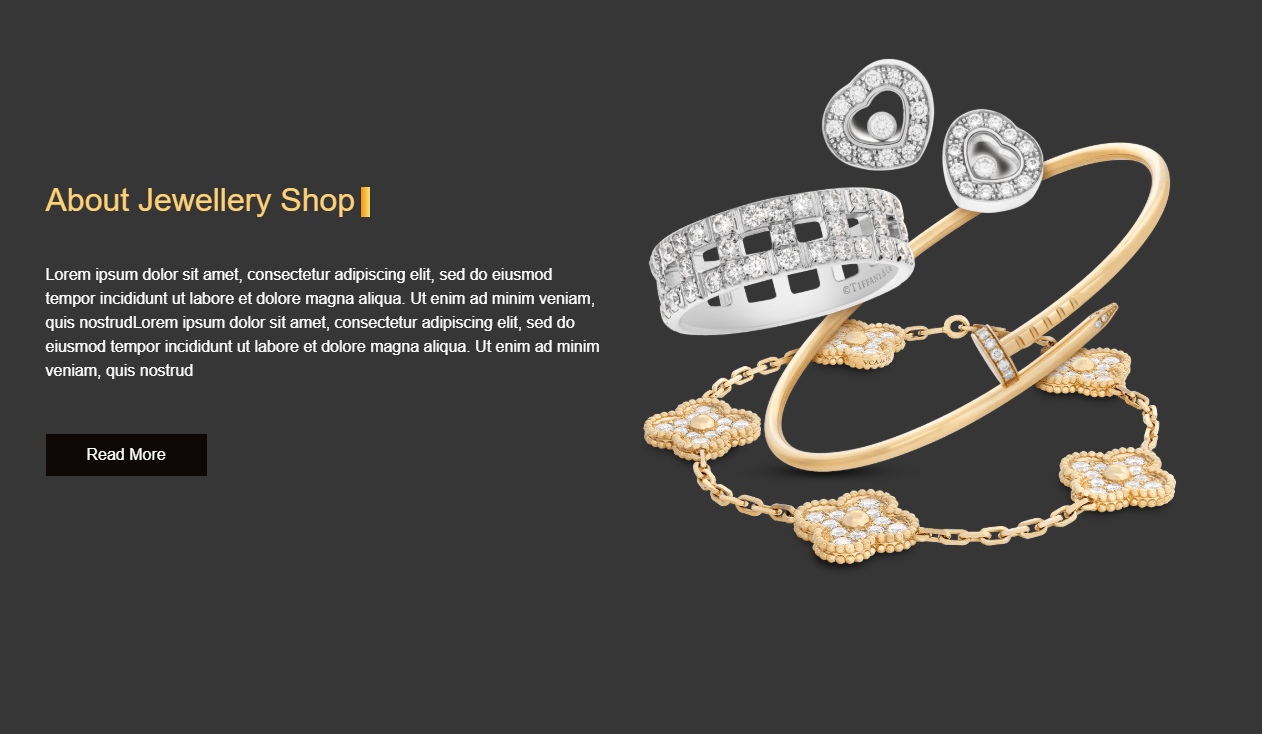 About Jewellery Shop
Lorem ipsum dolor sit amet, consectetur adipiscing elit, sed do eiusmod
tempor incididunt ut labore et dolore magna aliqua. Ut enim ad minim veniam,
quis nostrudLorem ipsum dolor sit amet, consectetur adipiscing elit, sed do
eiusmod tempor incididunt ut labore et dolore magna aliqua. Ut enim ad minim
veniam, quis nostrud
Read More
©TIFFANY&Co